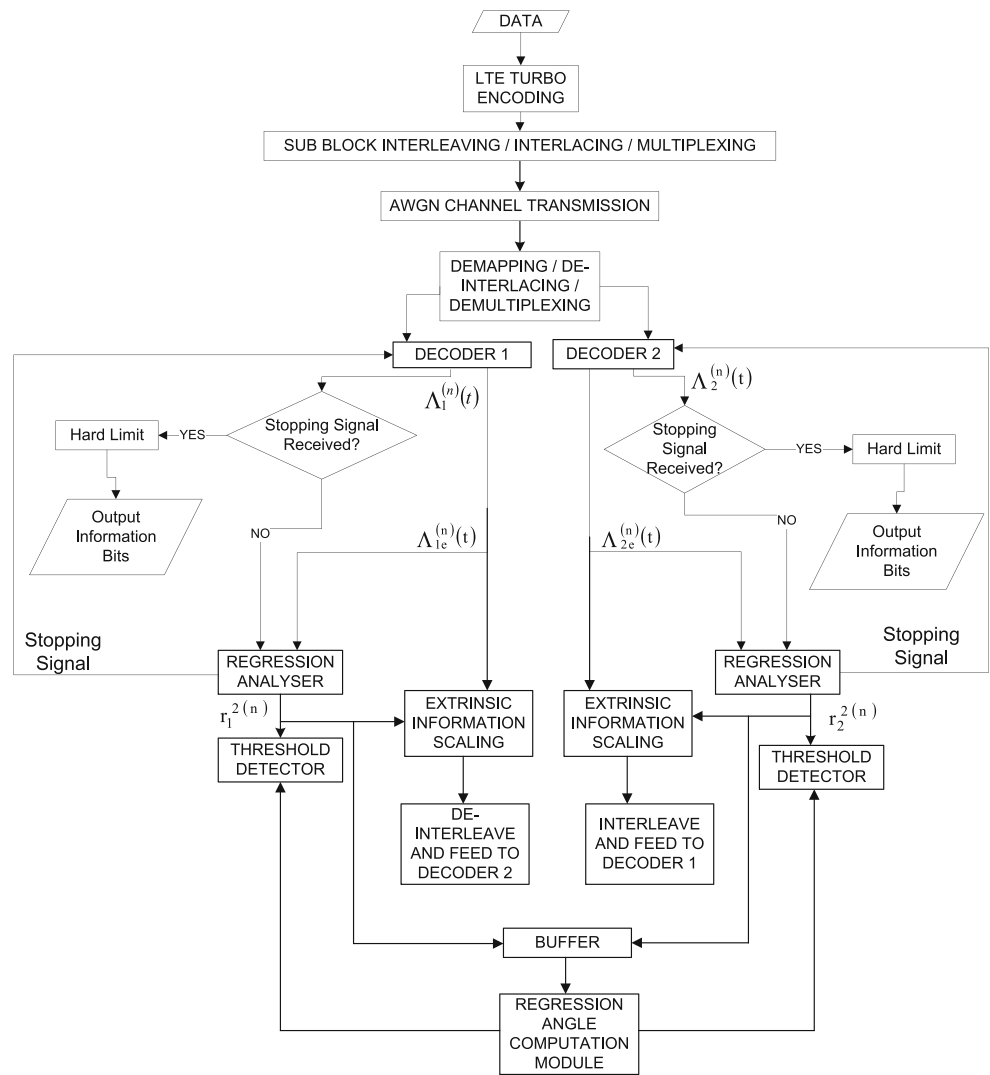 DATA
LTE TURBO
ENCODING
SUB BLOCK INTERLEAVING / INTERLACING / MULTIPLEXING
AWGN CHANNEL TRANSMISSION
DEMAPPING / DE-
INTERLACING /
DEMULTIPLEXING
DECODER 1
DECODER 2
Λ₁⁽ⁿ⁾(t)
Λ₂⁽ⁿ⁾(t)
Stopping Signal
Received?
YES
Hard Limit
Output
Information
Bits
NO
Stopping
Signal
Received?
YES
Hard Limit
Output
Information
Bits
NO
Λ₁ₑ⁽ⁿ⁾(t)
Λ₂ₑ⁽ⁿ⁾(t)
Stopping
Signal
Stopping
Signal
REGRESSION
ANALYSER
REGRESSION
ANALYSER
r₁²⁽ⁿ⁾
r₂²⁽ⁿ⁾
EXTRINSIC
INFORMATION
SCALING
EXTRINSIC
INFORMATION
SCALING
THRESHOLD
DETECTOR
THRESHOLD
DETECTOR
DE-
INTERLEAVE
AND FEED TO
DECODER 2
INTERLEAVE
AND FEED TO
DECODER 1
BUFFER
REGRESSION
ANGLE
COMPUTATION
MODULE